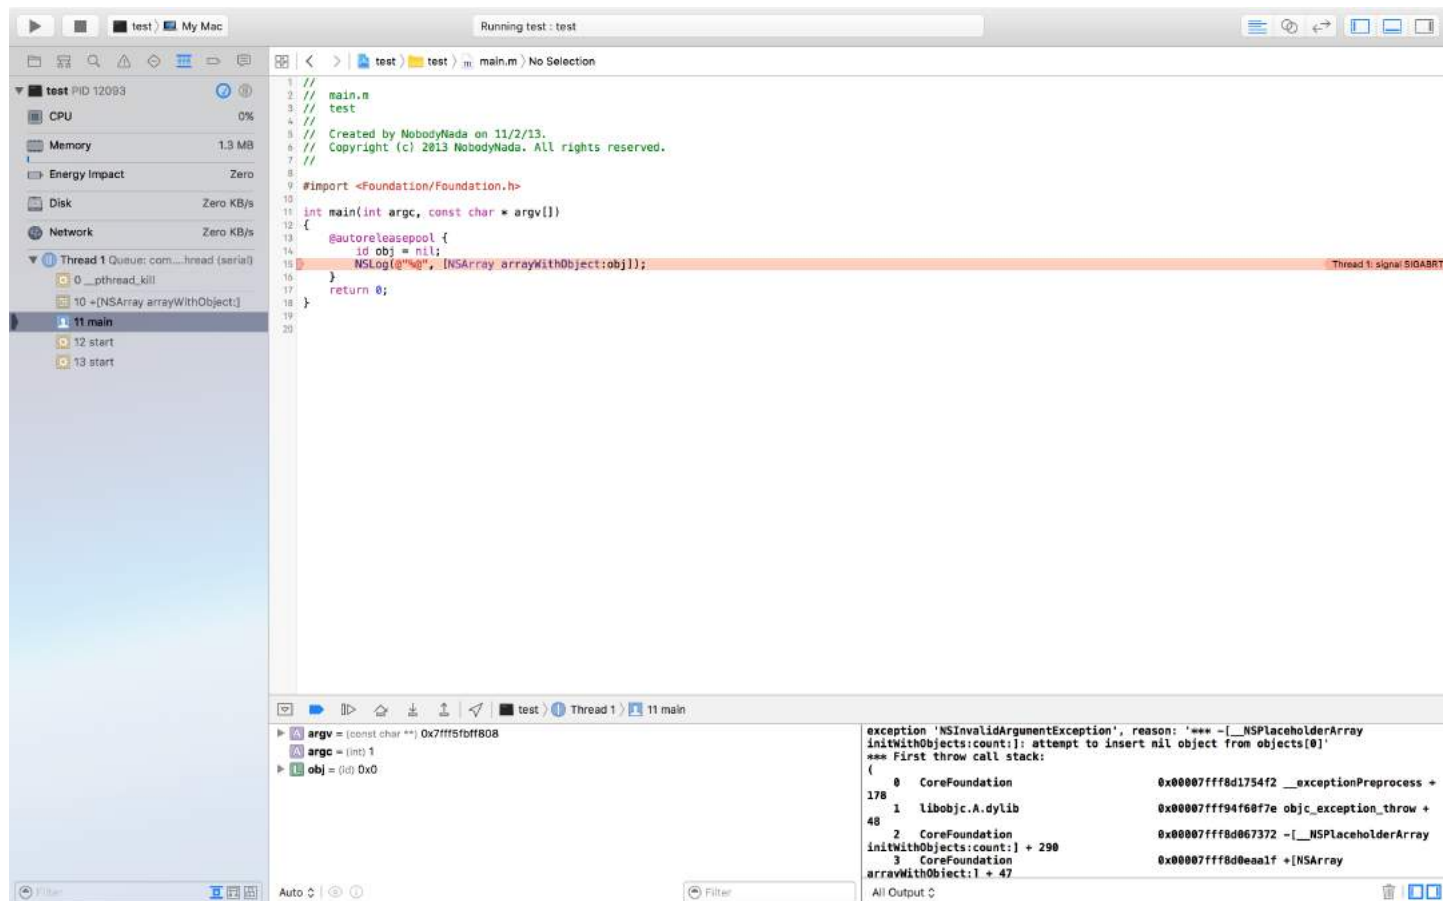 test 〉 My Mac
Running test : test
test 〉 test 〉 main.m 〉 No Selection
test PID 12093
CPU 0%
Memory 1.3 MB
Energy Impact Zero
Disk Zero KB/s
Network Zero KB/s
Thread 1 Queue: com....hread (serial)
0 __pthread_kill
10 +[NSArray arrayWithObject:]
11 main
12 start
13 start
1 //
2 //  main.m
3 //  test
4 //
5 //  Created by NobodyNada on 11/2/13.
6 //  Copyright (c) 2013 NobodyNada. All rights reserved.
7 //
8
9 #import <Foundation/Foundation.h>
10
11 int main(int argc, const char * argv[])
12 {
13     @autoreleasepool {
14         id obj = nil;
15         NSLog(@"%@", [NSArray arrayWithObject:obj]); Thread 1: signal SIGABRT
16     }
17     return 0;
18 }
19
20
test 〉 Thread 1 〉 11 main
argv = (const char **) 0x7fff5fbff808
argc = (int) 1
obj = (id) 0x0
exception 'NSInvalidArgumentException', reason: '*** -[__NSPlaceholderArray
initWithObjects:count:]: attempt to insert nil object from objects[0]'
*** First throw call stack:
(
0 CoreFoundation 0x00007fff8d1754f2 __exceptionPreprocess +
178
1 libobjc.A.dylib 0x00007fff94f60f7e objc_exception_throw +
48
2 CoreFoundation 0x00007fff8d067372 -[__NSPlaceholderArray
initWithObjects:count:] + 290
3 CoreFoundation 0x00007fff8d0eaa1f +[NSArray
arrayWithObject:] + 47
Filter
Auto
Filter
All Output